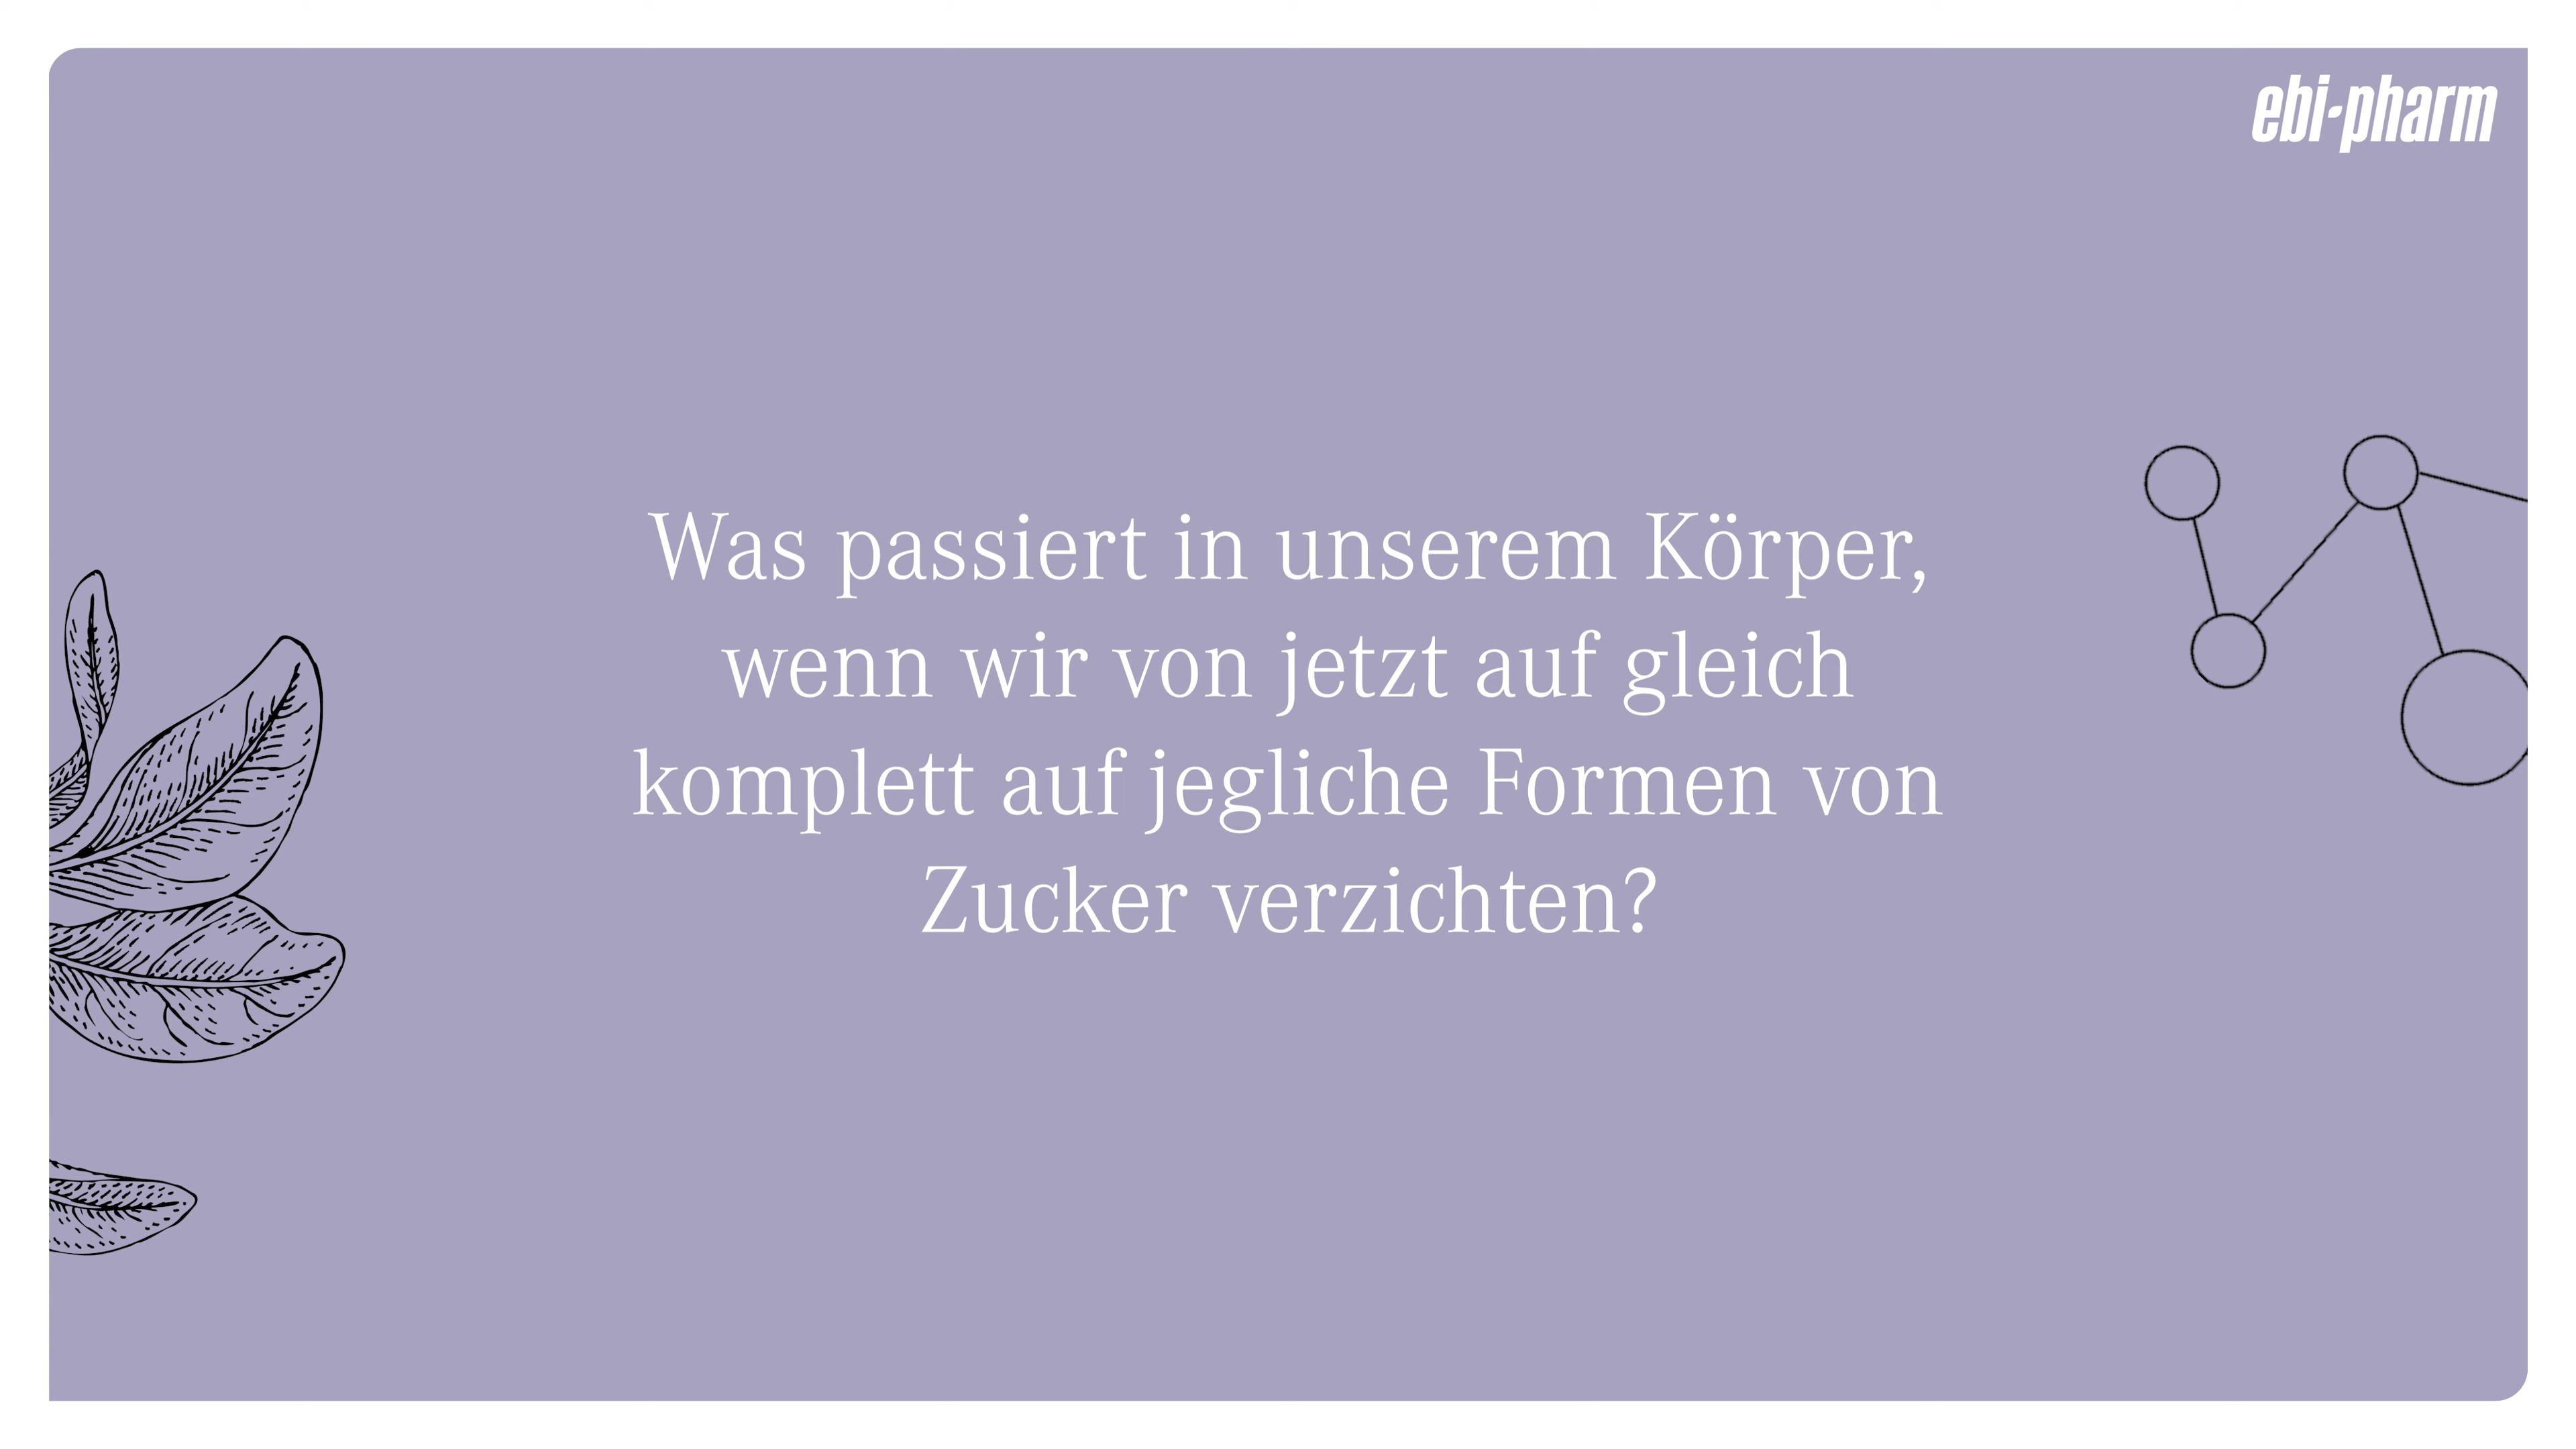 ebi-pharm
Was passiert in unserem Körper,
wenn wir von jetzt auf gleich
komplett auf jegliche Formen von
Zucker verzichten?